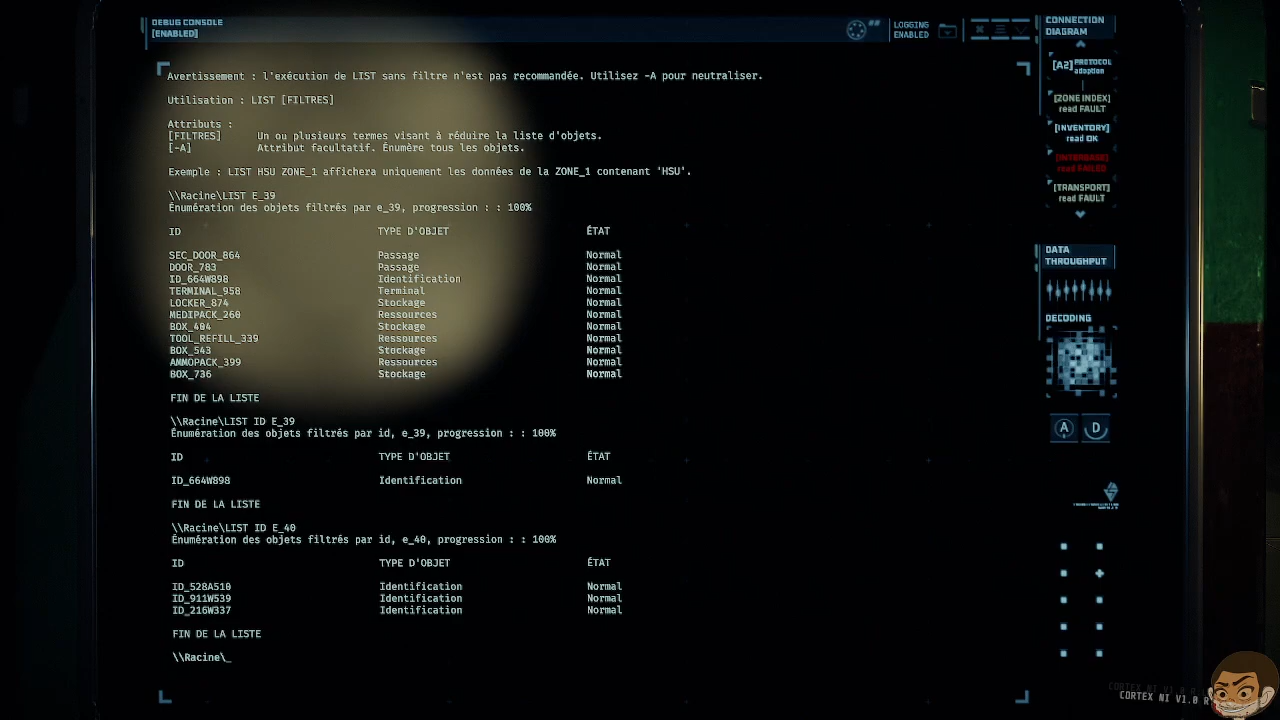 DEBUG CONSOLE
[ENABLED]
LOGGING
ENABLED
Avertissement : l'exécution de LIST sans filtre n'est pas recommandée. Utilisez -A pour neutraliser.
Utilisation : LIST [FILTRES]
Attributs :
[FILTRES] Un ou plusieurs termes visant à réduire la liste d'objets.
[-A] Attribut facultatif. Énumère tous les objets.
Exemple : LIST HSU ZONE_1 affichera uniquement les données de la ZONE_1 contenant 'HSU'.
\\Racine\LIST E_39
Énumération des objets filtrés par e_39, progression : : 100%
ID TYPE D'OBJET ÉTAT
SEC_DOOR_864 Passage Normal
DOOR_783 Passage Normal
ID_664W898 Identification Normal
TERMINAL_958 Terminal Normal
LOCKER_874 Stockage Normal
MEDIPACK_260 Ressources Normal
BOX_404 Stockage Normal
TOOL_REFILL_339 Ressources Normal
BOX_543 Stockage Normal
AMMOPACK_399 Ressources Normal
BOX_736 Stockage Normal
FIN DE LA LISTE
\\Racine\LIST ID E_39
Énumération des objets filtrés par id, e_39, progression : : 100%
ID TYPE D'OBJET ÉTAT
ID_664W898 Identification Normal
FIN DE LA LISTE
\\Racine\LIST ID E_40
Énumération des objets filtrés par id, e_40, progression : : 100%
ID TYPE D'OBJET ÉTAT
ID_528A510 Identification Normal
ID_911W539 Identification Normal
ID_216W337 Identification Normal
FIN DE LA LISTE
\\Racine\_
CONNECTION
DIAGRAM
[A2] PROTOCOL
adoption
[ZONE INDEX]
read FAULT
[INVENTORY]
read OK
read FAILED
[TRANSPORT]
read FAULT
DATA
THROUGHPUT
DECODING
A D
CORTEX NI V1.0 R